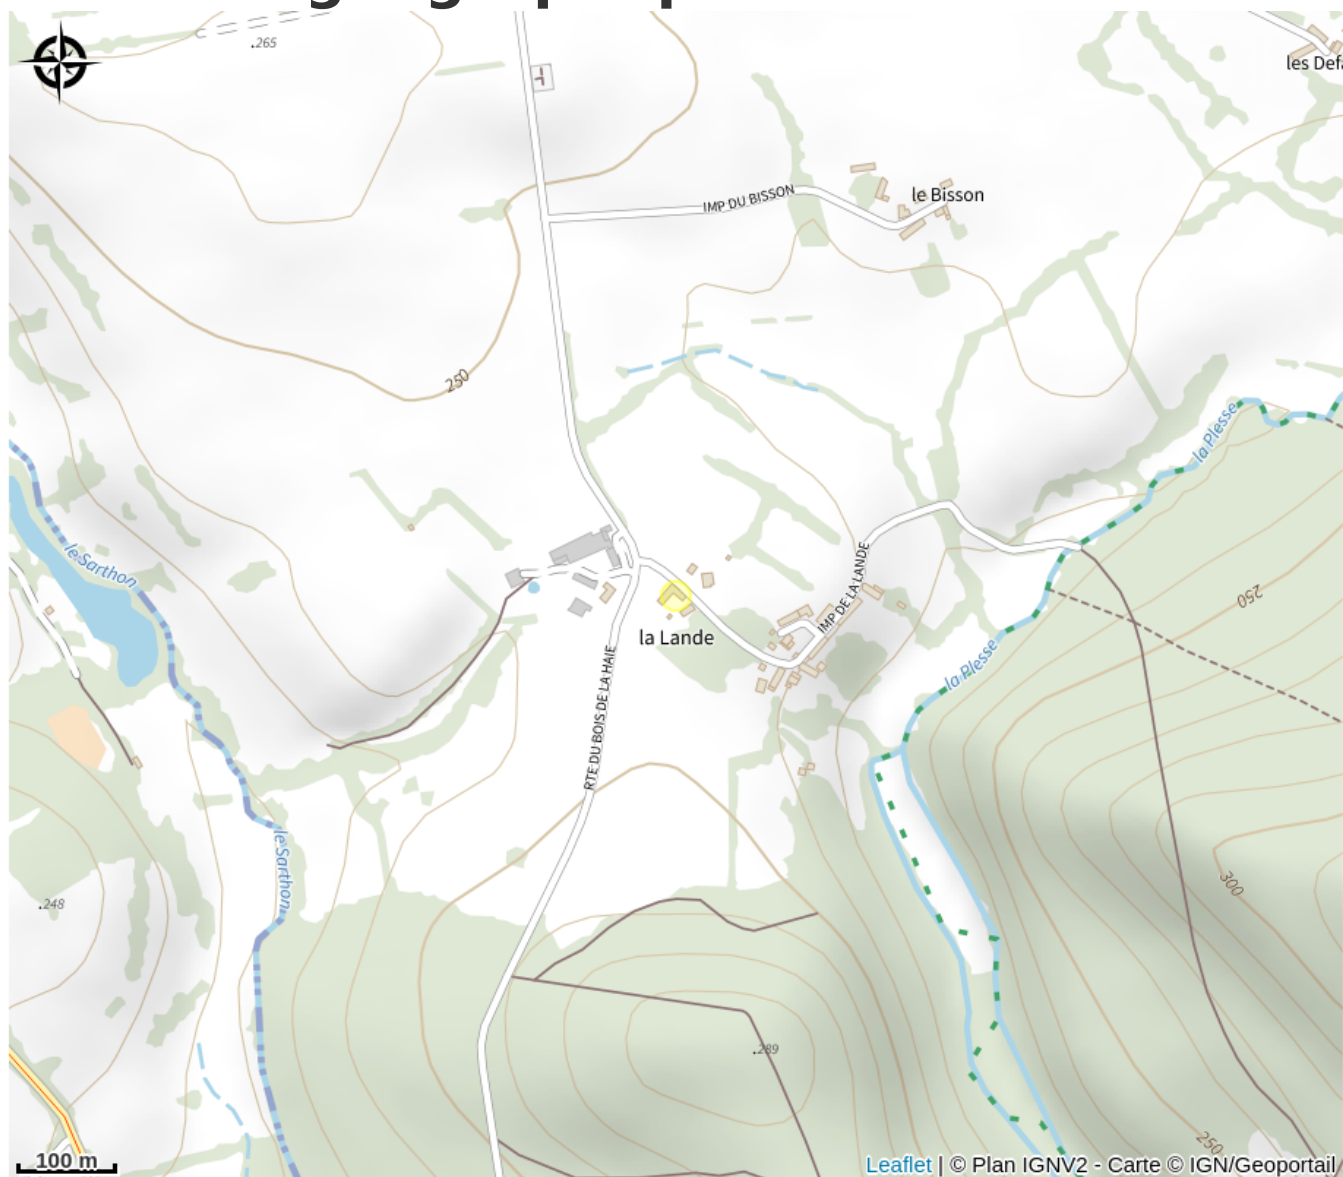 .265
les Defa
IMP DU BISSON
le Bisson
250
la Plesse
le Sarthon
IMP DE LA LANDE
250
la Lande
la Plesse
RTE DU BOIS DE LA HAIE
le Sarthon
300
.248
.289
250
100 m
Leaflet | © Plan IGNV2 - Carte © IGN/Geoportail